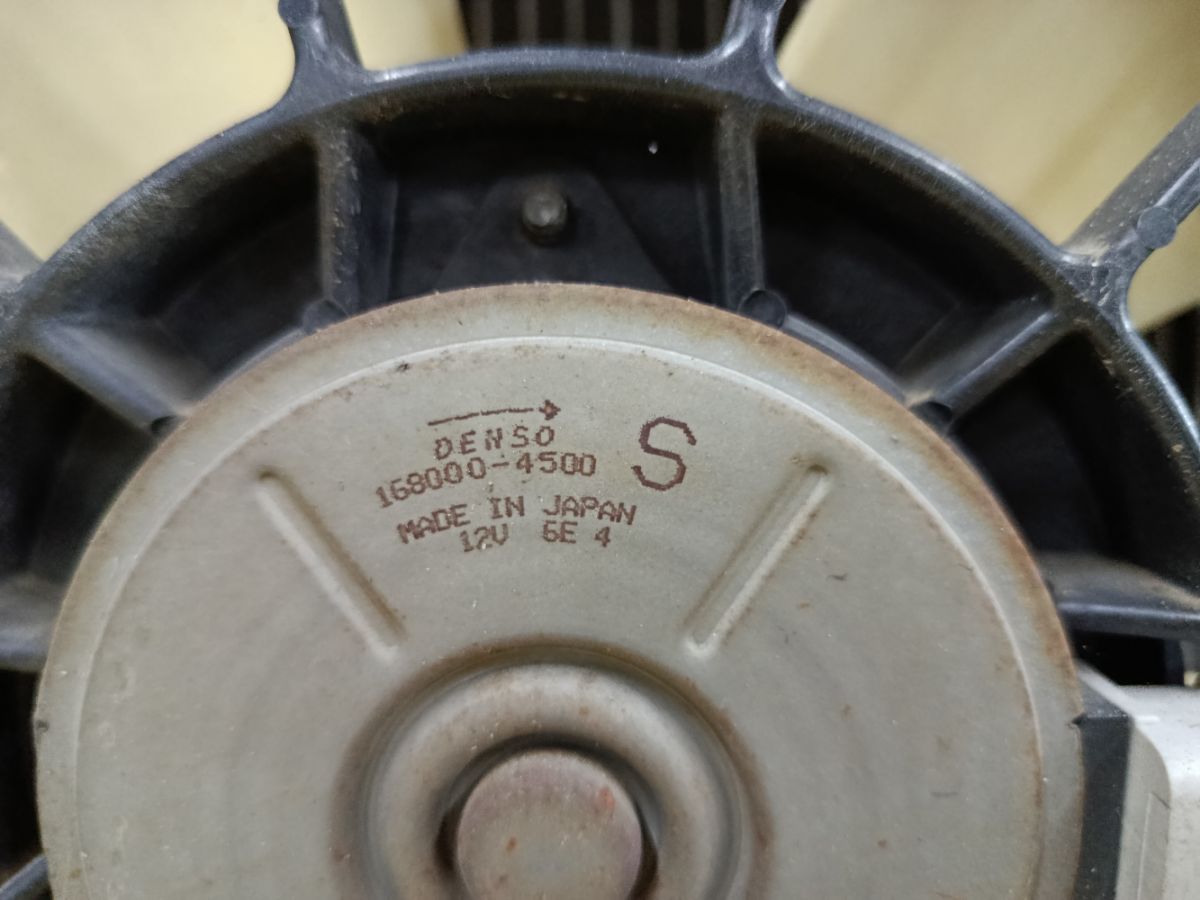 DENSO
168000-4500
S
MADE IN JAPAN
12V 6E 4